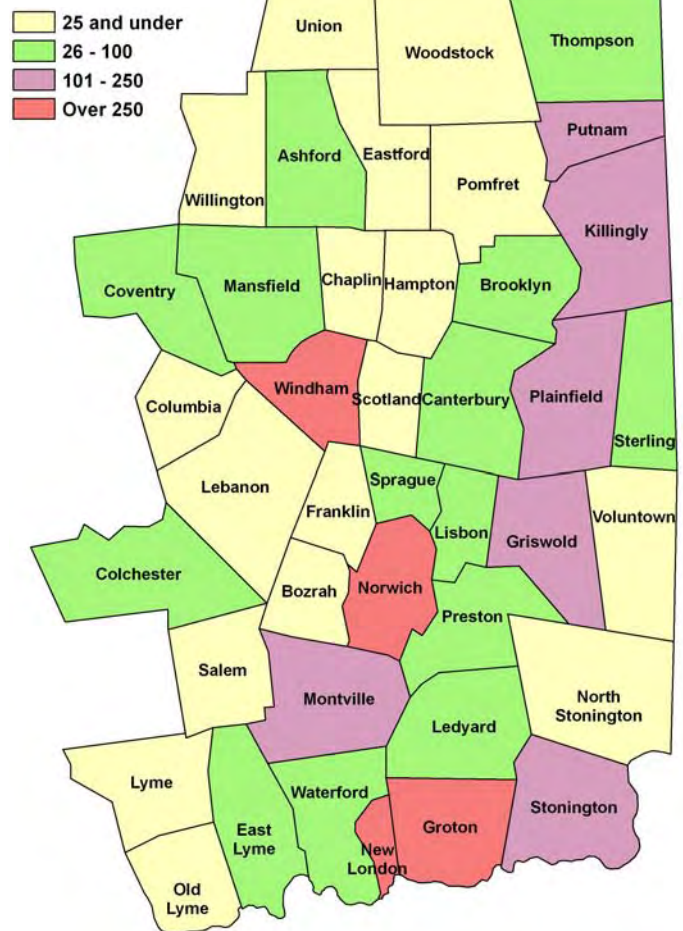 25 and under
26 - 100
101 - 250
Over 250
Union
Woodstock
Thompson
Putnam
Ashford
Eastford
Pomfret
Willington
Killingly
Coventry
Mansfield
Chaplin
Hampton
Brooklyn
Windham
Scotland
Canterbury
Plainfield
Columbia
Sterling
Lebanon
Sprague
Franklin
Lisbon
Griswold
Voluntown
Colchester
Bozrah
Norwich
Preston
Salem
Montville
Ledyard
North
Stonington
Lyme
Waterford
East
Lyme
New
London
Groton
Stonington
Old
Lyme